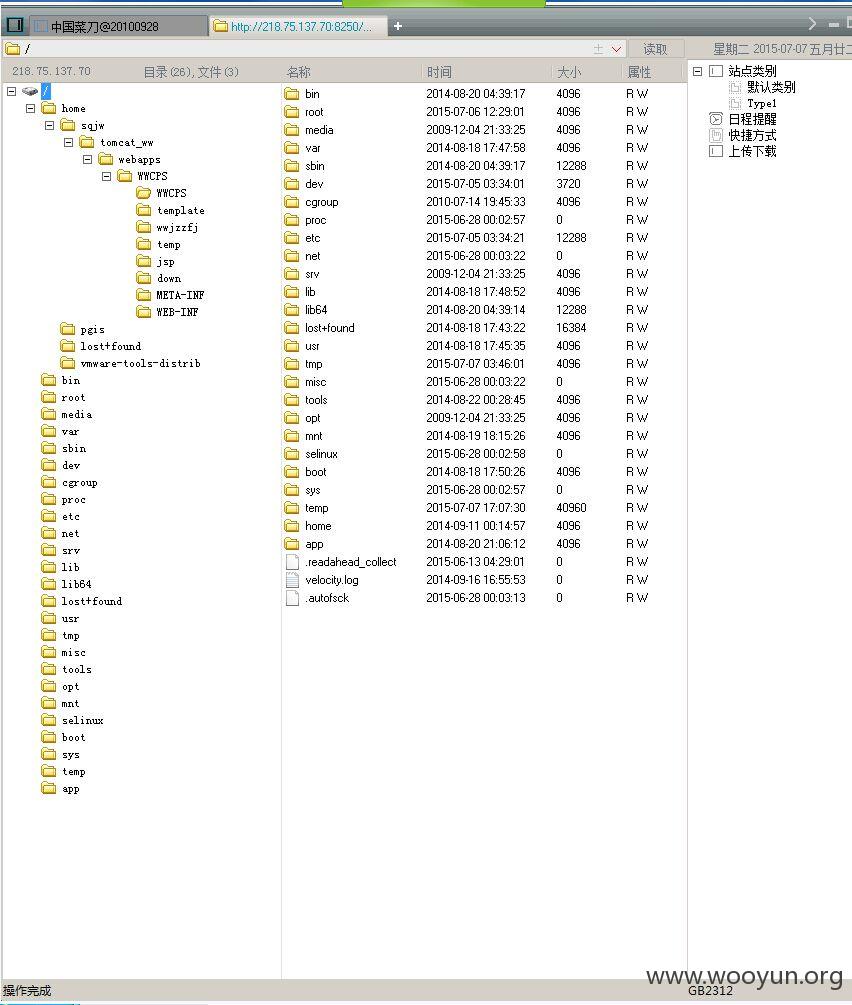 中国菜刀@20100928
http://218.75.137.70:8250/...
+
/
读取
星期二 2015-07-07 五月廿二
218.75.137.70 目录(26),文件(3)
名称 时间 大小 属性
/
home
sqjw
tomcat_ww
webapps
WWCPS
WWCPS
template
wwjzzfj
temp
jsp
down
META-INF
WEB-INF
pgis
lost+found
vmware-tools-distrib
bin
root
media
var
sbin
dev
cgroup
proc
etc
net
srv
lib
lib64
lost+found
usr
tmp
misc
tools
opt
mnt
selinux
boot
sys
temp
app
bin 2014-08-20 04:39:17 4096 R W
root 2015-07-06 12:29:01 4096 R W
media 2009-12-04 21:33:25 4096 R W
var 2014-08-18 17:47:58 4096 R W
sbin 2014-08-20 04:39:17 12288 R W
dev 2015-07-05 03:34:01 3720 R W
cgroup 2010-07-14 19:45:33 4096 R W
proc 2015-06-28 00:02:57 0 R W
etc 2015-07-05 03:34:21 12288 R W
net 2015-06-28 00:03:22 0 R W
srv 2009-12-04 21:33:25 4096 R W
lib 2014-08-18 17:48:52 4096 R W
lib64 2014-08-20 04:39:14 12288 R W
lost+found 2014-08-18 17:43:22 16384 R W
usr 2014-08-18 17:45:35 4096 R W
tmp 2015-07-07 03:46:01 4096 R W
misc 2015-06-28 00:03:22 0 R W
tools 2014-08-22 00:28:45 4096 R W
opt 2009-12-04 21:33:25 4096 R W
mnt 2014-08-19 18:15:26 4096 R W
selinux 2015-06-28 00:02:58 0 R W
boot 2014-08-18 17:50:26 4096 R W
sys 2015-06-28 00:02:57 0 R W
temp 2015-07-07 17:07:30 40960 R W
home 2014-09-11 00:14:57 4096 R W
app 2014-08-20 21:06:12 4096 R W
.readahead_collect 2015-06-13 04:29:01 0 R W
velocity.log 2014-09-16 16:55:53 0 R W
.autofsck 2015-06-28 00:03:13 0 R W
站点类别
默认类别
Type1
日程提醒
快捷方式
上传下载
www.wooyun.org
操作完成
GB2312